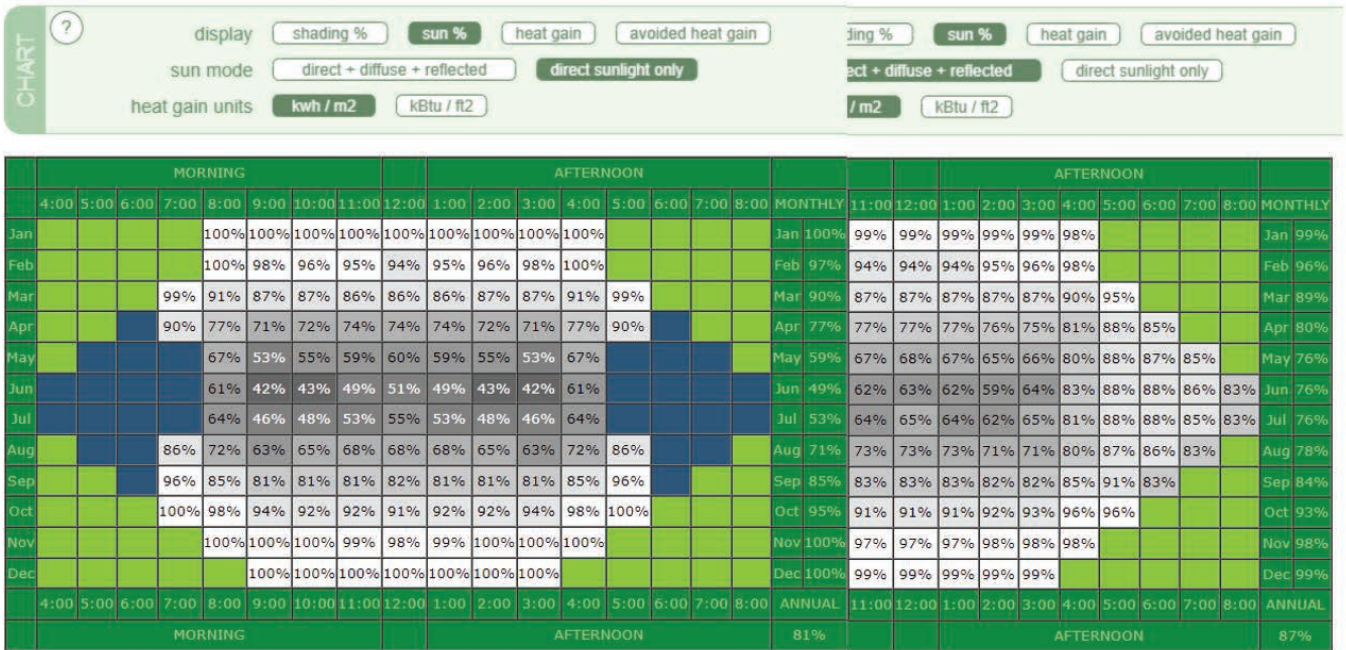 CHART
?
display shading % sun % heat gain avoided heat gain
sun mode direct + diffuse + reflected direct sunlight only
heat gain units kwh / m2 kBtu / ft2
ding % sun % heat gain avoided heat gain
ect + diffuse + reflected direct sunlight only
/ m2 kBtu / ft2
MORNING AFTERNOON
4:00 5:00 6:00 7:00 8:00 9:00 10:00 11:00 12:00 1:00 2:00 3:00 4:00 5:00 6:00 7:00 8:00 MONTHLY
Jan 100% 100% 100% 100% 100% 100% 100% 100% 100% Jan 100%
Feb 100% 98% 96% 95% 94% 95% 96% 98% 100% Feb 97%
Mar 99% 91% 87% 87% 86% 86% 86% 87% 87% 91% 99% Mar 90%
Apr 90% 77% 71% 72% 74% 74% 74% 72% 71% 77% 90% Apr 77%
May 67% 53% 55% 59% 60% 59% 55% 53% 67% May 59%
Jun 61% 42% 43% 49% 51% 49% 43% 42% 61% Jun 49%
Jul 64% 46% 48% 53% 55% 53% 48% 46% 64% Jul 53%
Aug 86% 72% 63% 65% 68% 68% 68% 65% 63% 72% 86% Aug 71%
Sep 96% 85% 81% 81% 81% 82% 81% 81% 81% 85% 96% Sep 85%
Oct 100% 98% 94% 92% 92% 91% 92% 92% 94% 98% 100% Oct 95%
Nov 100% 100% 100% 99% 98% 99% 100% 100% 100% Nov 100%
Dec 100% 100% 100% 100% 100% 100% 100% Dec 100%
4:00 5:00 6:00 7:00 8:00 9:00 10:00 11:00 12:00 1:00 2:00 3:00 4:00 5:00 6:00 7:00 8:00 ANNUAL
MORNING AFTERNOON 81%
AFTERNOON
11:00 12:00 1:00 2:00 3:00 4:00 5:00 6:00 7:00 8:00 MONTHLY
99% 99% 99% 99% 99% 98% Jan 99%
94% 94% 94% 95% 96% 98% Feb 96%
87% 87% 87% 87% 87% 90% 95% Mar 89%
77% 77% 77% 76% 75% 81% 88% 85% Apr 80%
67% 68% 67% 65% 66% 80% 88% 87% 85% May 76%
62% 63% 62% 59% 64% 83% 88% 88% 86% 83% Jun 76%
64% 65% 64% 62% 65% 81% 88% 88% 85% 83% Jul 76%
73% 73% 73% 71% 71% 80% 87% 86% 83% Aug 78%
83% 83% 83% 82% 82% 85% 91% 83% Sep 84%
91% 91% 91% 92% 93% 96% 96% Oct 93%
97% 97% 97% 98% 98% 98% Nov 98%
99% 99% 99% 99% 99% Dec 99%
11:00 12:00 1:00 2:00 3:00 4:00 5:00 6:00 7:00 8:00 ANNUAL
AFTERNOON 87%